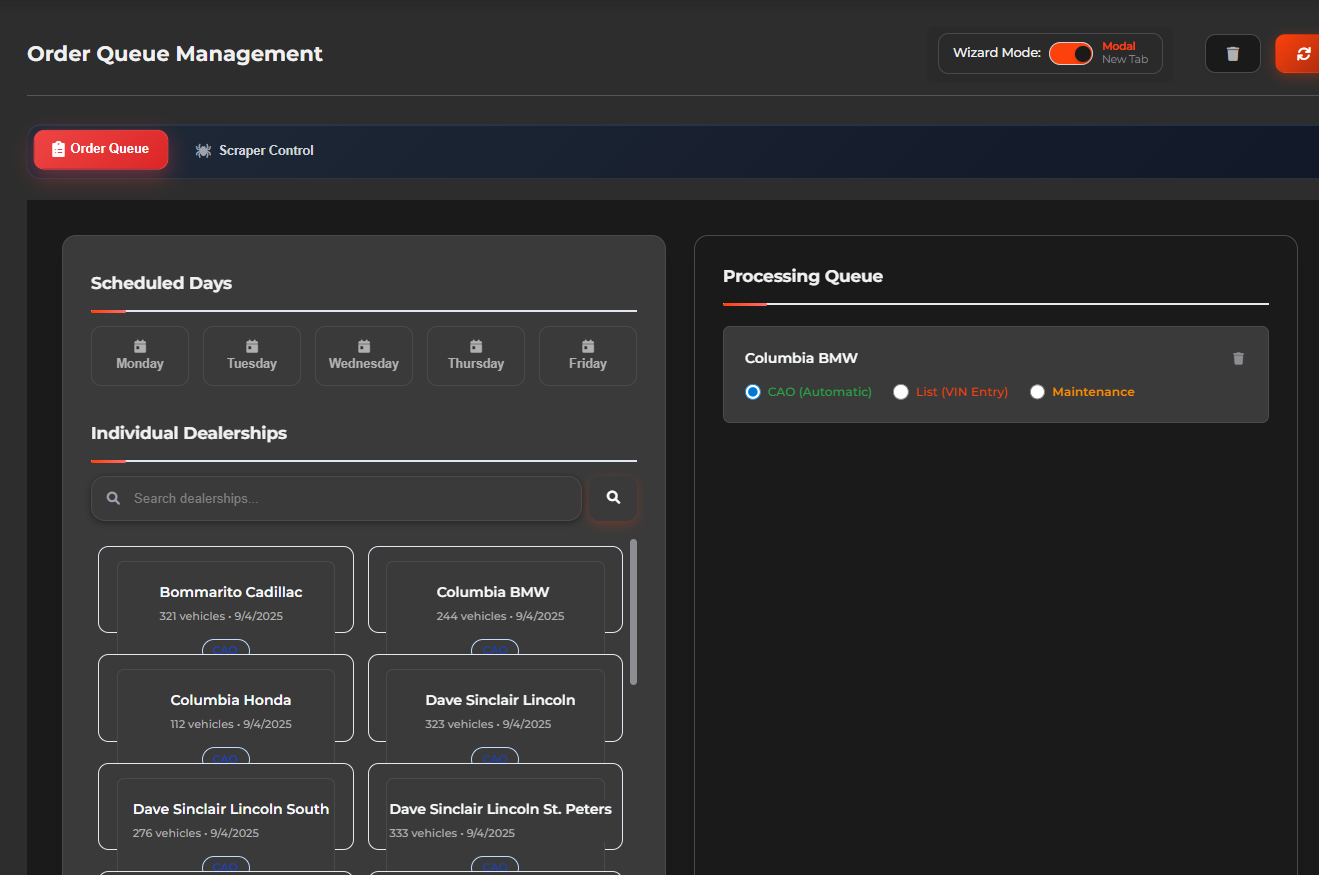 Order Queue Management
Wizard Mode:
Modal
New Tab
Order Queue
Scraper Control
Scheduled Days
Monday
Tuesday
Wednesday
Thursday
Friday
Individual Dealerships
Search dealerships...
Bommarito Cadillac
321 vehicles • 9/4/2025
CAO
Columbia BMW
244 vehicles • 9/4/2025
CAO
Columbia Honda
112 vehicles • 9/4/2025
CAO
Dave Sinclair Lincoln
323 vehicles • 9/4/2025
CAO
Dave Sinclair Lincoln South
276 vehicles • 9/4/2025
CAO
Dave Sinclair Lincoln St. Peters
333 vehicles • 9/4/2025
CAO
Processing Queue
Columbia BMW
CAO (Automatic)
List (VIN Entry)
Maintenance